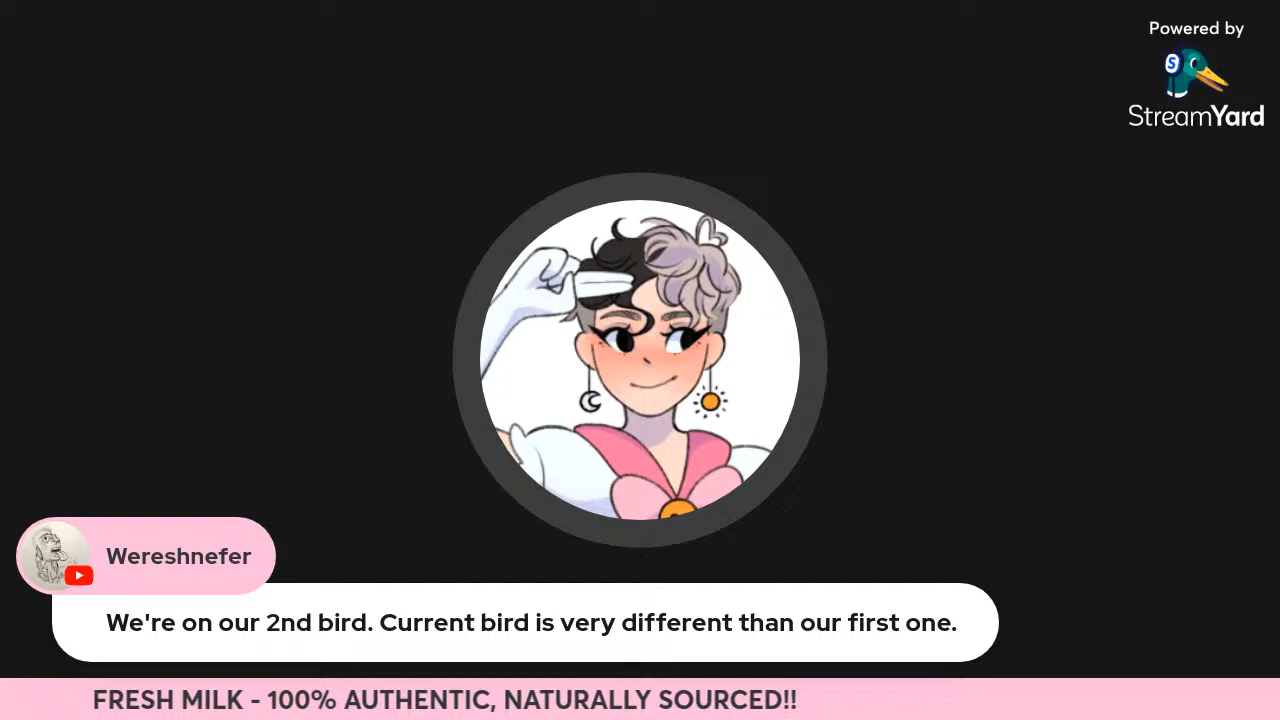 Powered by
S
StreamYard
Wereshnefer
We're on our 2nd bird. Current bird is very different than our first one.
FRESH MILK - 100% AUTHENTIC, NATURALLY SOURCED!!